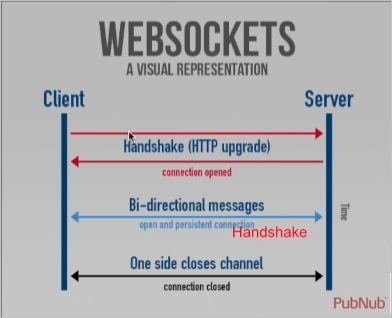 WEBSOCKETS
A VISUAL REPRESENTATION
Client
Server
Handshake (HTTP upgrade)
connection opened
Bi-directional messages
open and persistent connection
Handshake
Time
One side closes channel
connection closed
PubNub